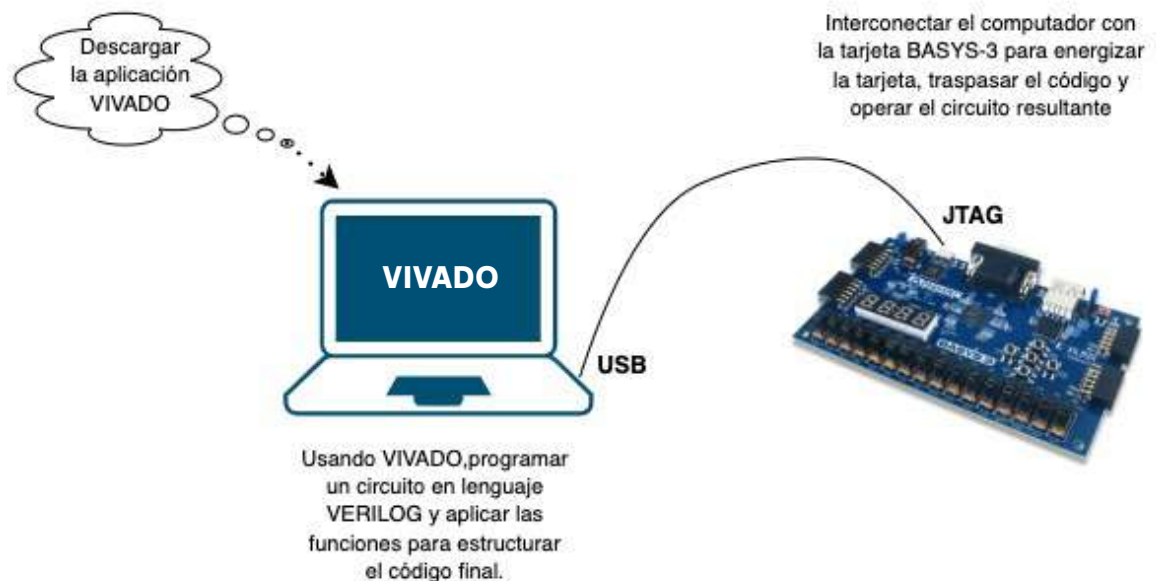 Descargar
la aplicación
VIVADO
Interconectar el computador con
la tarjeta BASYS-3 para energizar
la tarjeta, traspasar el código y
operar el circuito resultante
JTAG
VIVADO
BASYS 3
USB
Usando VIVADO,programar
un circuito en lenguaje
VERILOG y aplicar las
funciones para estructurar
el código final.